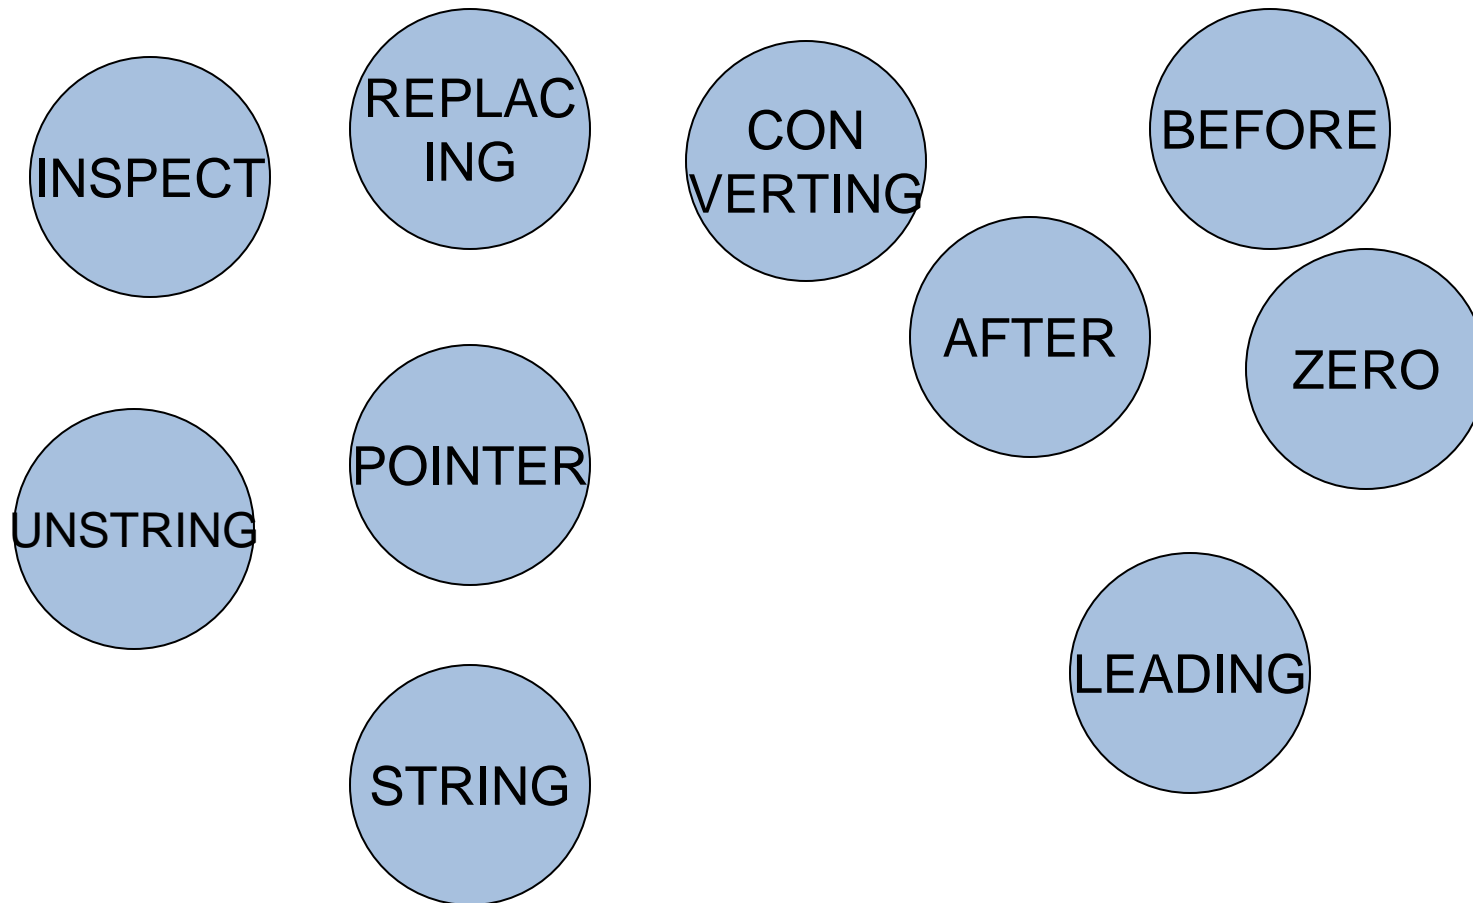 INSPECT
REPLAC
ING
CON
VERTING
BEFORE
AFTER
ZERO
UNSTRING
POINTER
STRING
LEADING